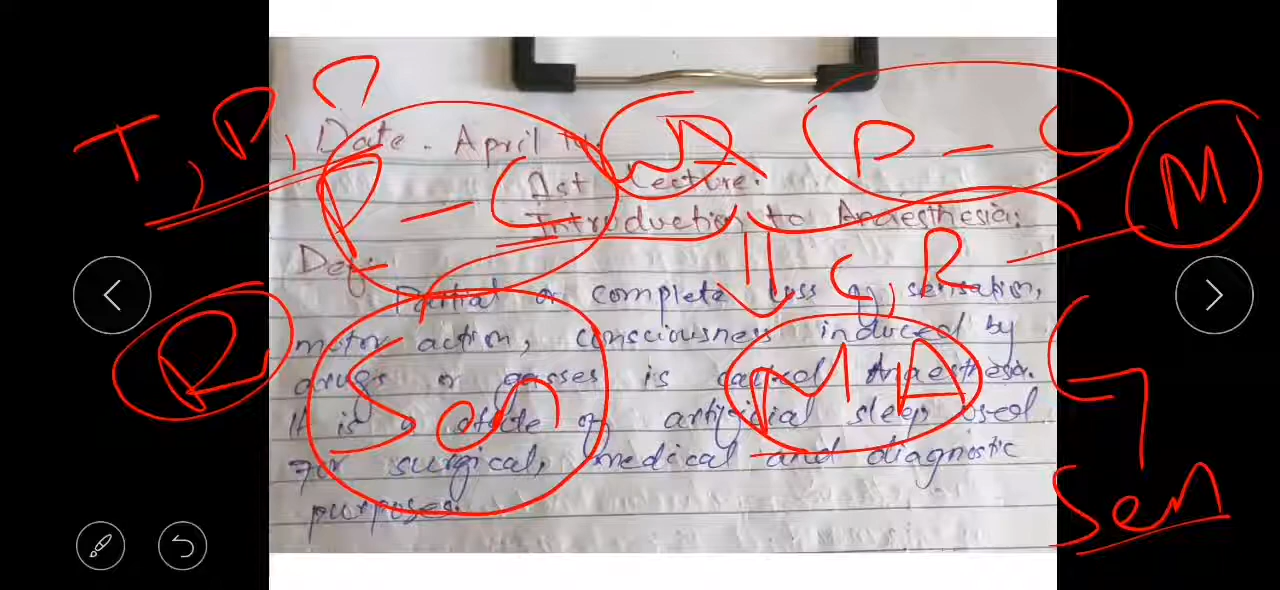 T, P, ?
Date. April
1st Lecture.
Introduction to Anaesthesia.
Def:-
Partial or complete loss of sensation,
motor action, consciousness induced by
drugs or gasses is called Anaesthesia.
It is a state of artificial sleep used
for surgical, medical and diagnostic
purposes.
P -
P -
M
R
C, R
Sen
M A
Sen